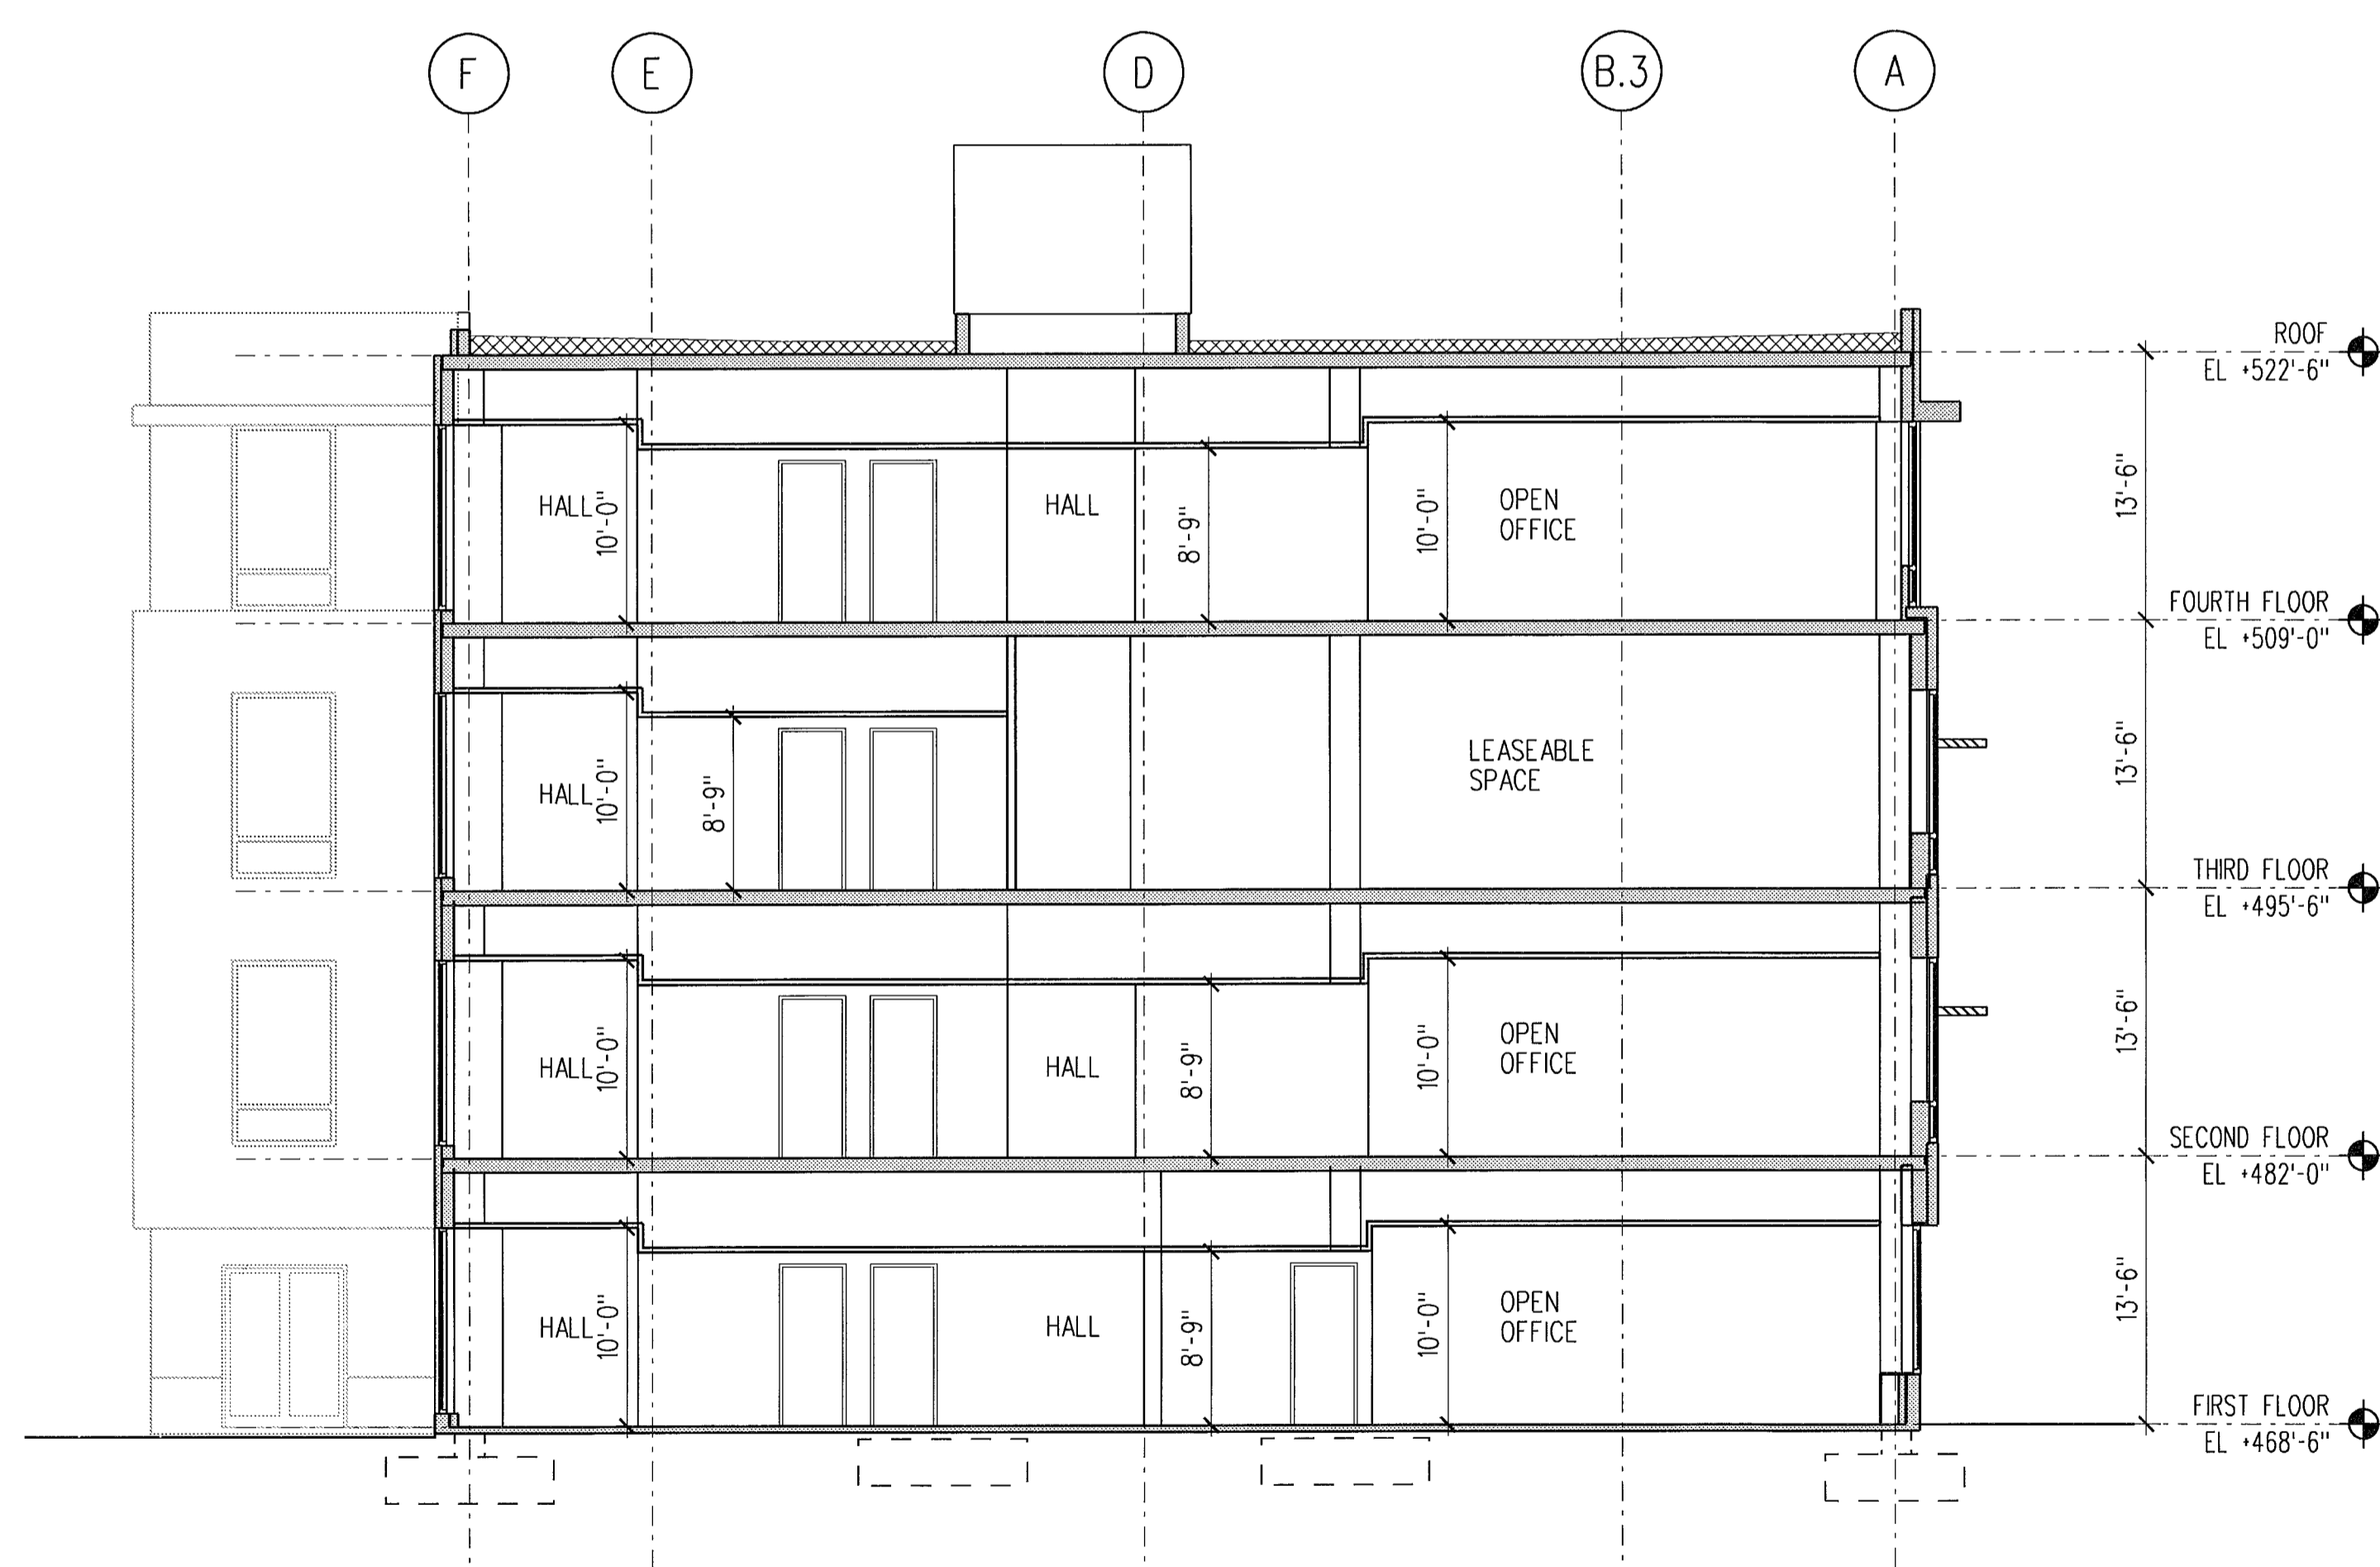 F E D B.3 A
ROOF
EL +522'-6"
HALL 10'-0" HALL 8'-9" 10'-0" OPEN
OFFICE
13'-6"
FOURTH FLOOR
EL +509'-0"
HALL 10'-0" 8'-9" LEASEABLE
SPACE
13'-6"
THIRD FLOOR
EL +495'-6"
HALL 10'-0" HALL 8'-9" 10'-0" OPEN
OFFICE
13'-6"
SECOND FLOOR
EL +482'-0"
HALL 10'-0" HALL 8'-9" 10'-0" OPEN
OFFICE
13'-6"
FIRST FLOOR
EL +468'-6"